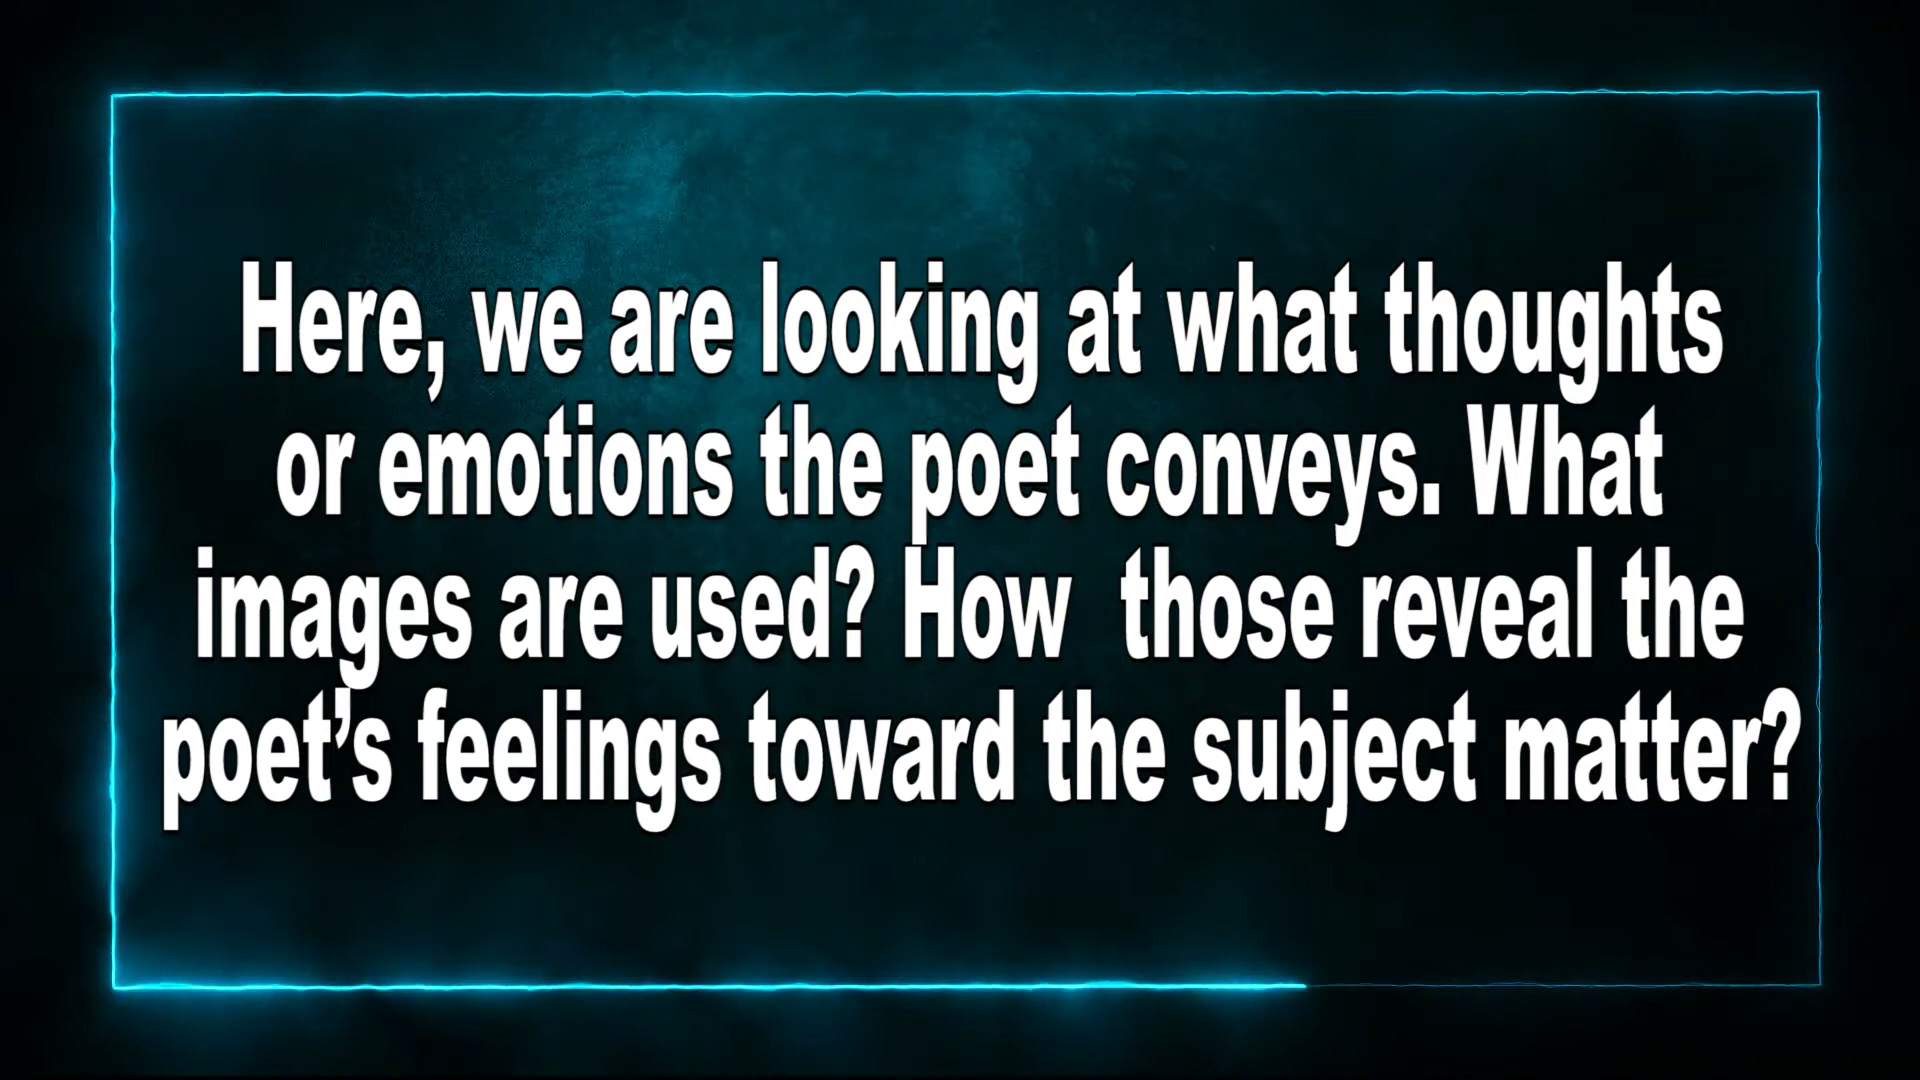 Here, we are looking at what thoughts
or emotions the poet conveys. What
images are used? How  those reveal the
poet’s feelings toward the subject matter?